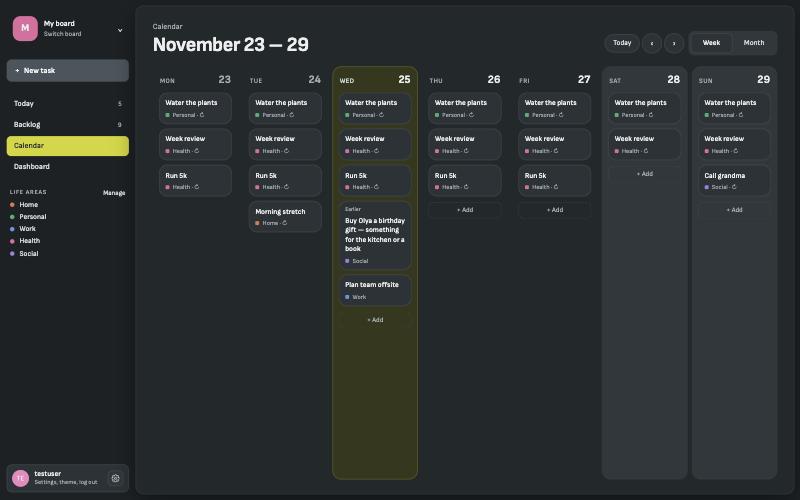 M
My board
Switch board
+ New task
Today 5
Backlog 9
Calendar
Dashboard
LIFE AREAS Manage
Home
Personal
Work
Health
Social
TE
testuser
Settings, theme, log out
Calendar
November 23 — 29
Today ‹ › Week Month
MON 23
Water the plants
Personal · ↻
Week review
Health · ↻
Run 5k
Health · ↻
TUE 24
Water the plants
Personal · ↻
Week review
Health · ↻
Run 5k
Health · ↻
Morning stretch
Home · ↻
WED 25
Water the plants
Personal · ↻
Week review
Health · ↻
Run 5k
Health · ↻
Earlier
Buy Olya a birthday
gift — something
for the kitchen or a
book
Social
Plan team offsite
Work
+ Add
THU 26
Water the plants
Personal · ↻
Week review
Health · ↻
Run 5k
Health · ↻
+ Add
FRI 27
Water the plants
Personal · ↻
Week review
Health · ↻
Run 5k
Health · ↻
+ Add
SAT 28
Water the plants
Personal · ↻
Week review
Health · ↻
+ Add
SUN 29
Water the plants
Personal · ↻
Week review
Health · ↻
Call grandma
Social · ↻
+ Add